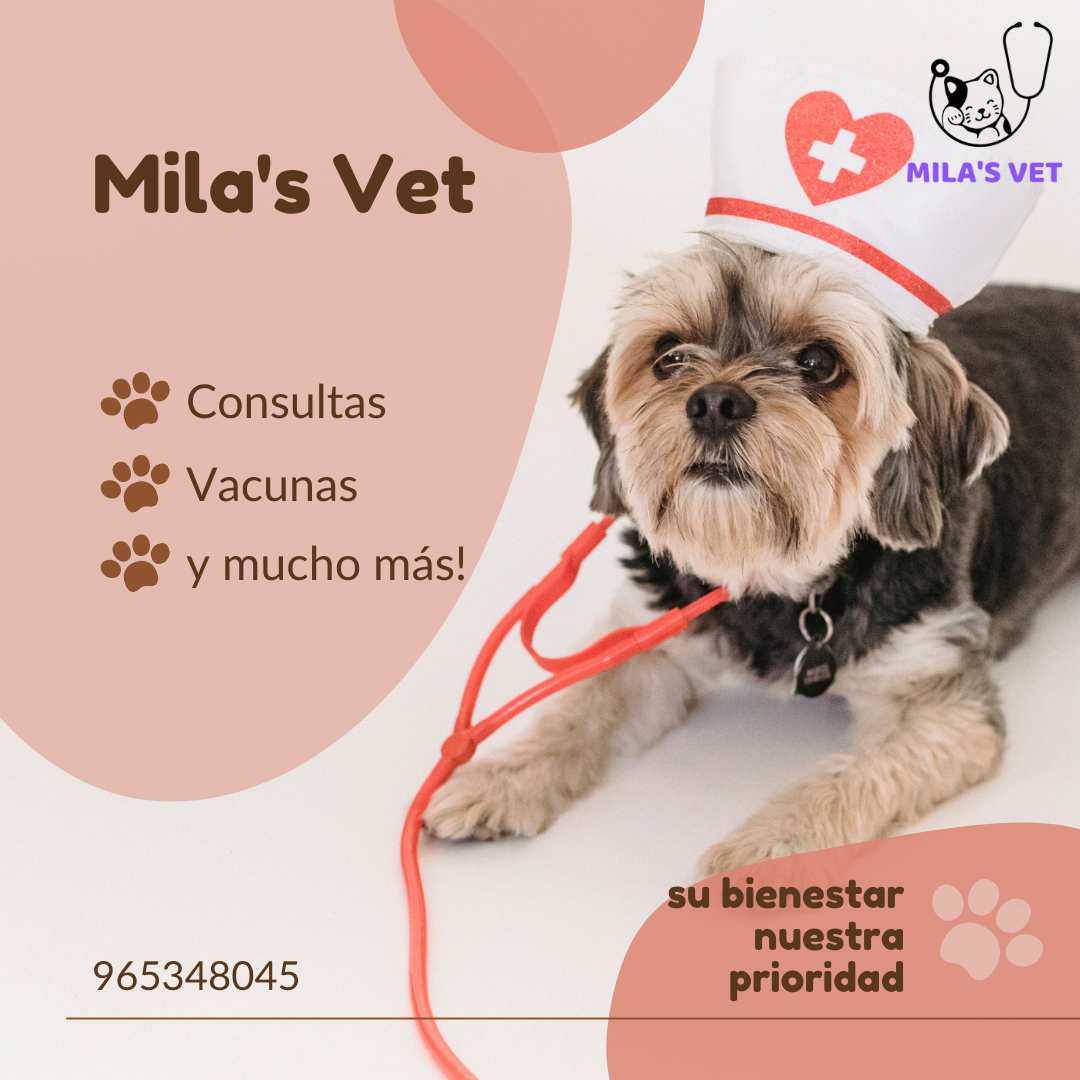 Mila's Vet
MILA'S VET
Consultas
Vacunas
y mucho más!
su bienestar
nuestra
prioridad
965348045